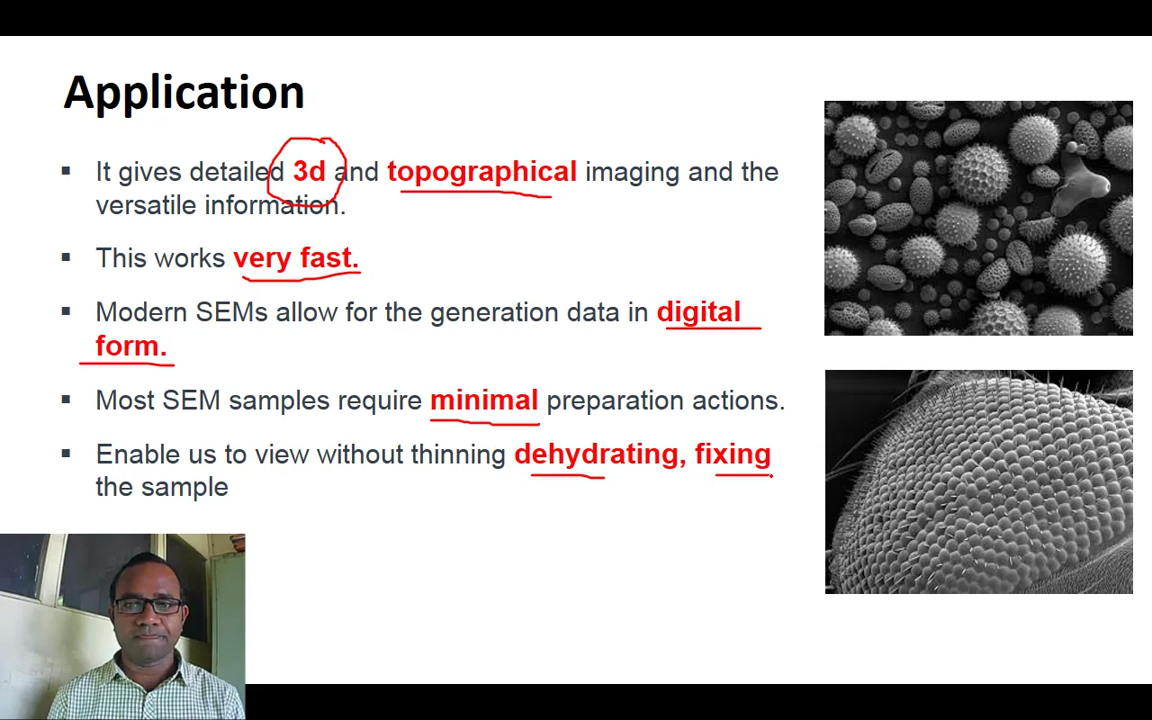 Application
▪ It gives detailed 3d and topographical imaging and the
versatile information.
▪ This works very fast.
▪ Modern SEMs allow for the generation data in digital
form.
▪ Most SEM samples require minimal preparation actions.
▪ Enable us to view without thinning dehydrating, fixing
the sample